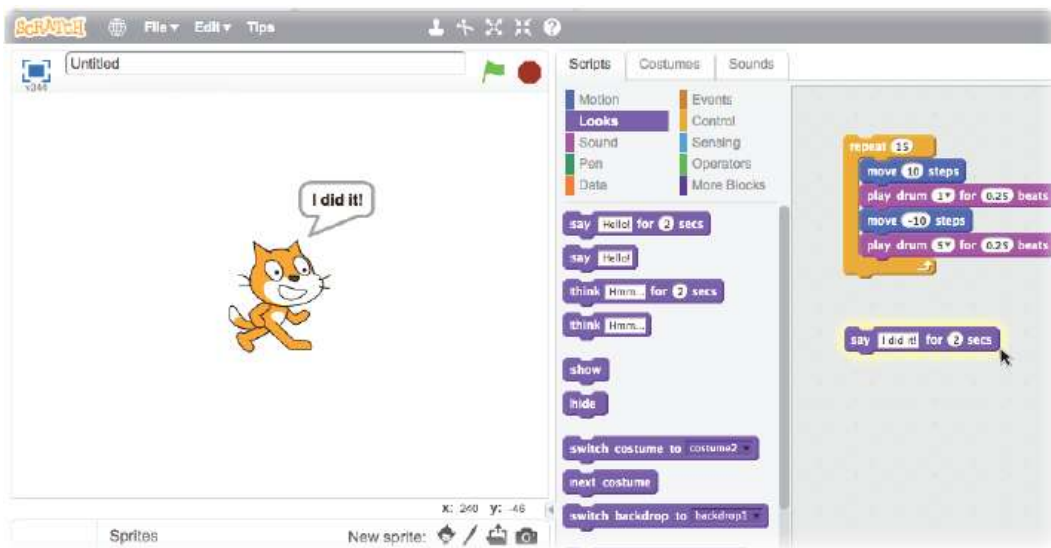 SCRATCH File Edit Tips
Untitled
v344
I did it!
x: 240 y: -46
Sprites New sprite:
Scripts Costumes Sounds
Motion Events
Looks Control
Sound Sensing
Pen Operators
Data More Blocks
say Hello! for 2 secs
say Hello!
think Hmm... for 2 secs
think Hmm...
show
hide
switch costume to costume2
next costume
switch backdrop to backdrop1
repeat 15
move 10 steps
play drum 1 for 0.25 beats
move -10 steps
play drum 5 for 0.25 beats
say I did it! for 2 secs